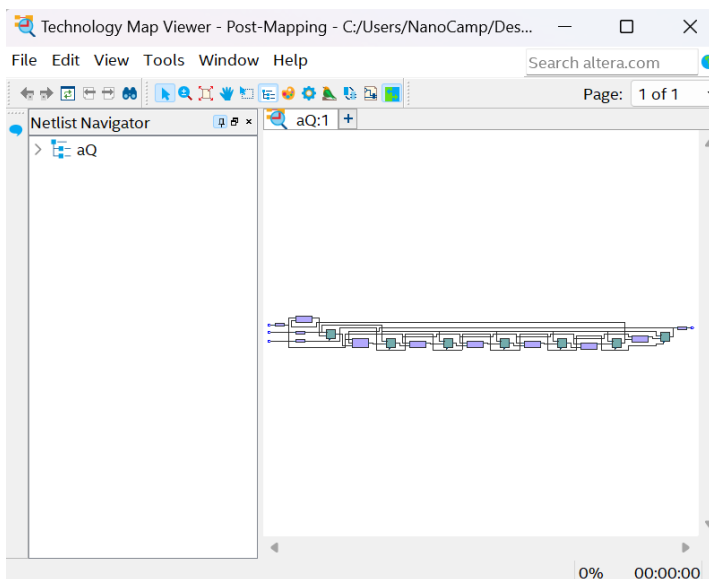 Technology Map Viewer - Post-Mapping - C:/Users/NanoCamp/Des...
File Edit View Tools Window Help
Search altera.com
Page: 1 of 1
Netlist Navigator
aQ:1
aQ
0% 00:00:00